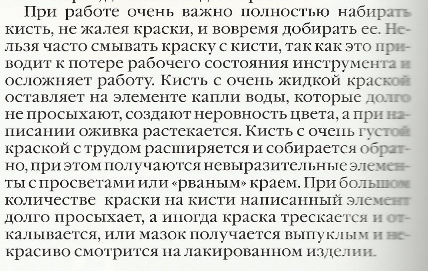 При работе очень важно полностью набирать
кисть, не жалея краски, и вовремя добирать ее. Не-
льзя часто смывать краску с кисти, так как это при-
водит к потере рабочего состояния инструмента и
осложняет работу. Кисть с очень жидкой краской
оставляет на элементе капли воды, которые долго
не просыхают, создают неровность цвета, а при на-
писании оживка растекается. Кисть с очень густой
краской с трудом расширяется и собирается обрат-
но, при этом получаются невыразительные элемен-
ты с просветами или «рваным» краем. При большом
количестве краски на кисти написанный элемент
долго просыхает, а иногда краска трескается и от-
калывается, или мазок получается выпуклым и не-
красиво смотрится на лакированном изделии.